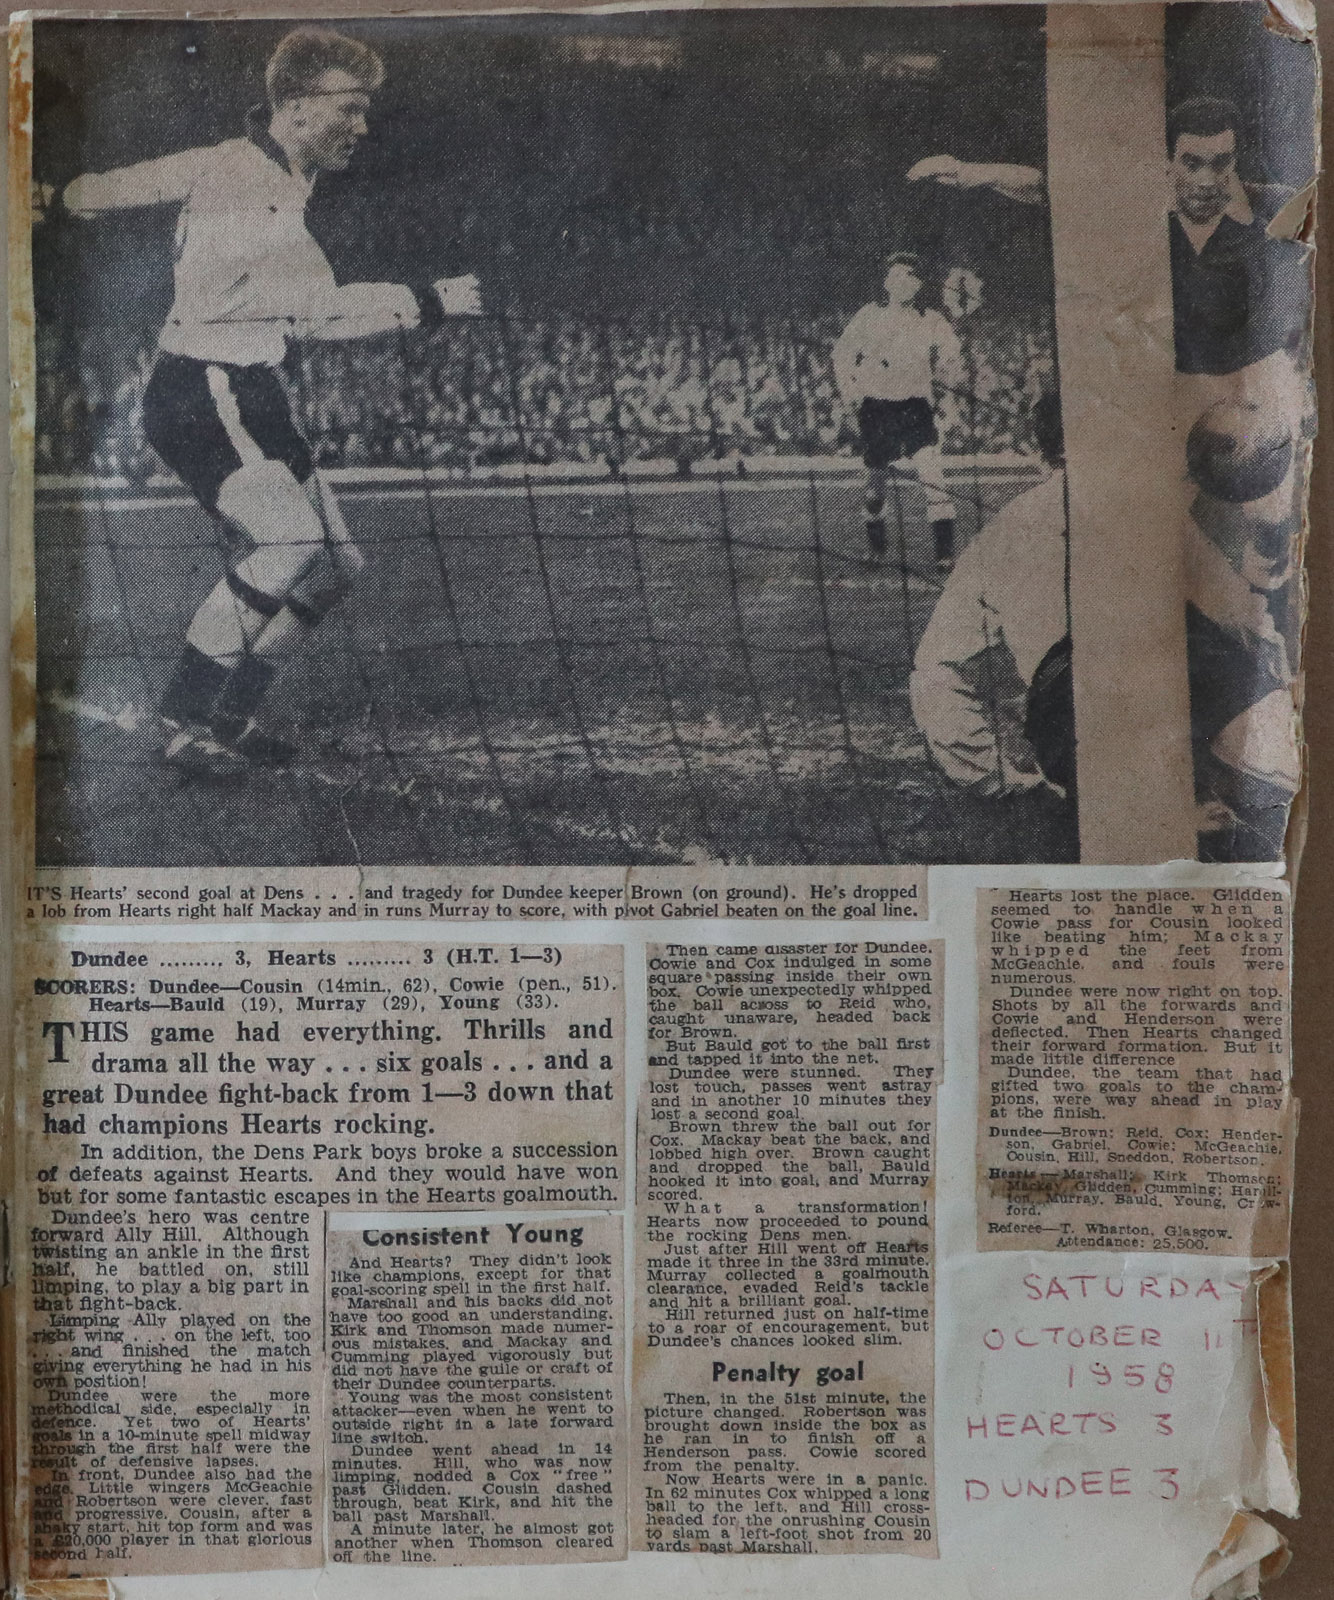 IT'S Hearts' second goal at Dens . . . and tragedy for Dundee keeper Brown (on ground). He's dropped
a lob from Hearts right half Mackay and in runs Murray to score, with pivot Gabriel beaten on the goal line.
Dundee ......... 3, Hearts ......... 3 (H.T. 1—3)
SCORERS: Dundee—Cousin (14min., 62), Cowie (pen., 51).
Hearts—Bauld (19), Murray (29), Young (33).
THIS game had everything. Thrills and
drama all the way . . . six goals . . . and a
great Dundee fight-back from 1—3 down that
had champions Hearts rocking.
In addition, the Dens Park boys broke a succession
of defeats against Hearts. And they would have won
but for some fantastic escapes in the Hearts goalmouth.
Dundee's hero was centre
forward Ally Hill. Although
twisting an ankle in the first
half, he battled on, still
limping, to play a big part in
that fight-back.
Limping Ally played on the
right wing . . . on the left, too
. . . and finished the match
giving everything he had in his
own position!
Dundee were the more
methodical side, especially in
defence. Yet two of Hearts'
goals in a 10-minute spell midway
through the first half were the
result of defensive lapses.
In front, Dundee also had the
edge. Little wingers McGeachie
and Robertson were clever, fast
and progressive. Cousin, after a
shaky start, hit top form and was
a £20,000 player in that glorious
second half.
Consistent Young
And Hearts? They didn't look
like champions, except for that
goal-scoring spell in the first half.
Marshall and his backs did not
have too good an understanding.
Kirk and Thomson made numer-
ous mistakes, and Mackay and
Cumming played vigorously but
did not have the guile or craft of
their Dundee counterparts.
Young was the most consistent
attacker—even when he went to
outside right in a late forward
line switch.
Dundee went ahead in 14
minutes. Hill, who was now
limping, nodded a Cox "free"
past Glidden. Cousin dashed
through, beat Kirk, and hit the
ball past Marshall.
A minute later, he almost got
another when Thomson cleared
off the line.
Then came disaster for Dundee.
Cowie and Cox indulged in some
square passing inside their own
box. Cowie unexpectedly whipped
the ball across to Reid who,
caught unaware, headed back
for Brown.
But Bauld got to the ball first
and tapped it into the net.
Dundee were stunned. They
lost touch, passes went astray
and in another 10 minutes they
lost a second goal.
Brown threw the ball out for
Cox. Mackay beat the back, and
lobbed high over. Brown caught
and dropped the ball, Bauld
hooked it into goal, and Murray
scored.
What a transformation!
Hearts now proceeded to pound
the rocking Dens men.
Just after Hill went off Hearts
made it three in the 33rd minute.
Murray collected a goalmouth
clearance, evaded Reid's tackle
and hit a brilliant goal.
Hill returned just on half-time
to a roar of encouragement, but
Dundee's chances looked slim.
Penalty goal
Then, in the 51st minute, the
picture changed. Robertson was
brought down inside the box as
he ran in to finish off a
Henderson pass. Cowie scored
from the penalty.
Now Hearts were in a panic.
In 62 minutes Cox whipped a long
ball to the left, and Hill cross-
headed for the onrushing Cousin
to slam a left-foot shot from 20
yards past Marshall.
Hearts lost the place. Glidden
seemed to handle when a
Cowie pass for Cousin looked
like beating him; Mackay
whipped the feet from
McGeachie, and fouls were
numerous.
Dundee were now right on top.
Shots by all the forwards and
Cowie and Henderson were
deflected. Then Hearts changed
their forward formation. But it
made little difference
Dundee, the team that had
gifted two goals to the cham-
pions, were way ahead in play
at the finish.
Dundee—Brown; Reid, Cox; Hender-
son, Gabriel, Cowie; McGeachie,
Cousin, Hill, Sneddon, Robertson.
Hearts—Marshall; Kirk Thomson;
Mackay, Glidden, Cumming; Hamil-
ton, Murray, Bauld, Young, Craw-
ford.
Referee—T. Wharton, Glasgow.
Attendance: 25,500.
SATURDAY
OCTOBER 11TH
1958
HEARTS 3
DUNDEE 3